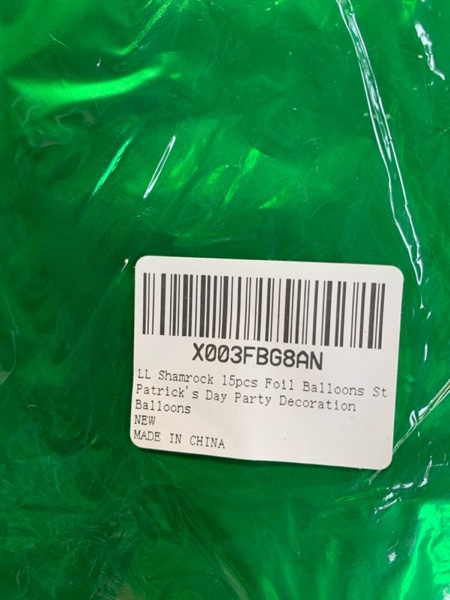 X003FBG8AN
LL Shamrock 15pcs Foil Balloons St
Patrick's Day Party Decoration
Balloons
NEW
MADE IN CHINA